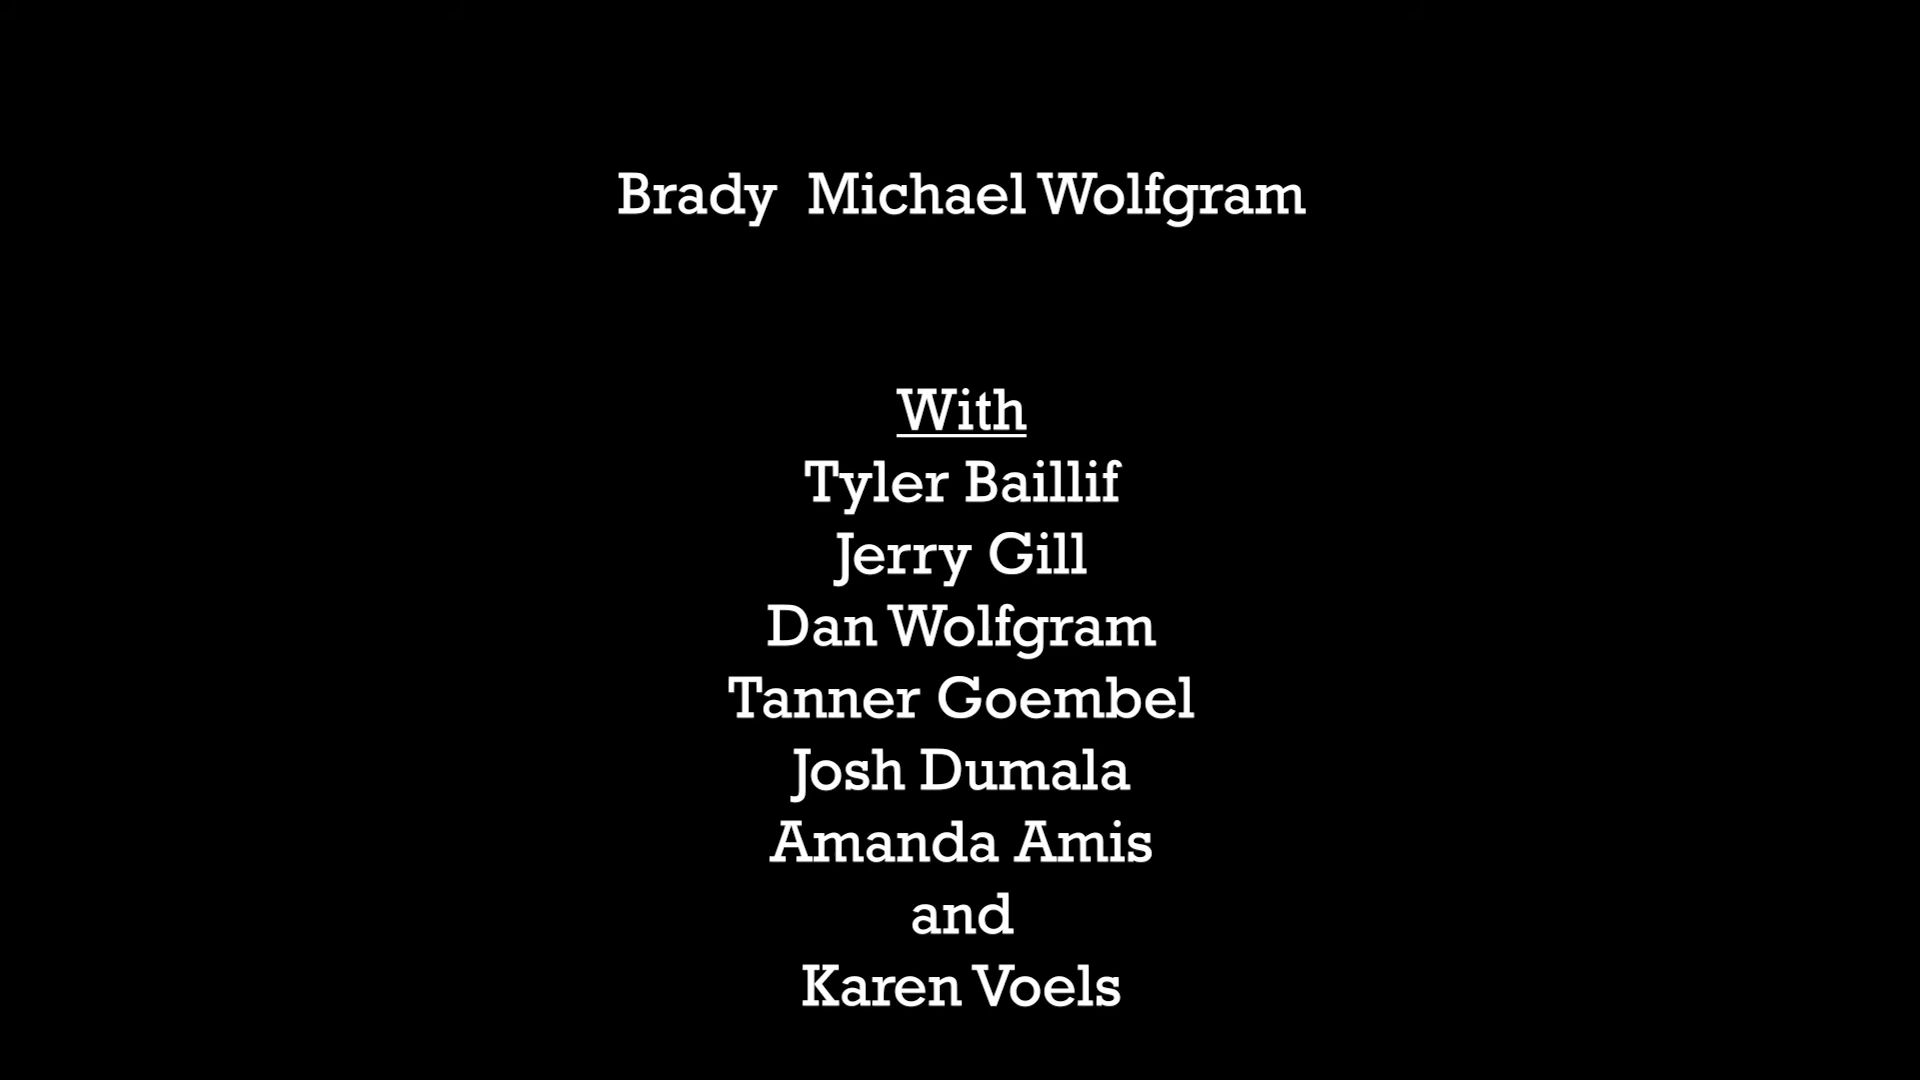 Brady  Michael Wolfgram
With
Tyler Baillif
Jerry Gill
Dan Wolfgram
Tanner Goembel
Josh Dumala
Amanda Amis
and
Karen Voels